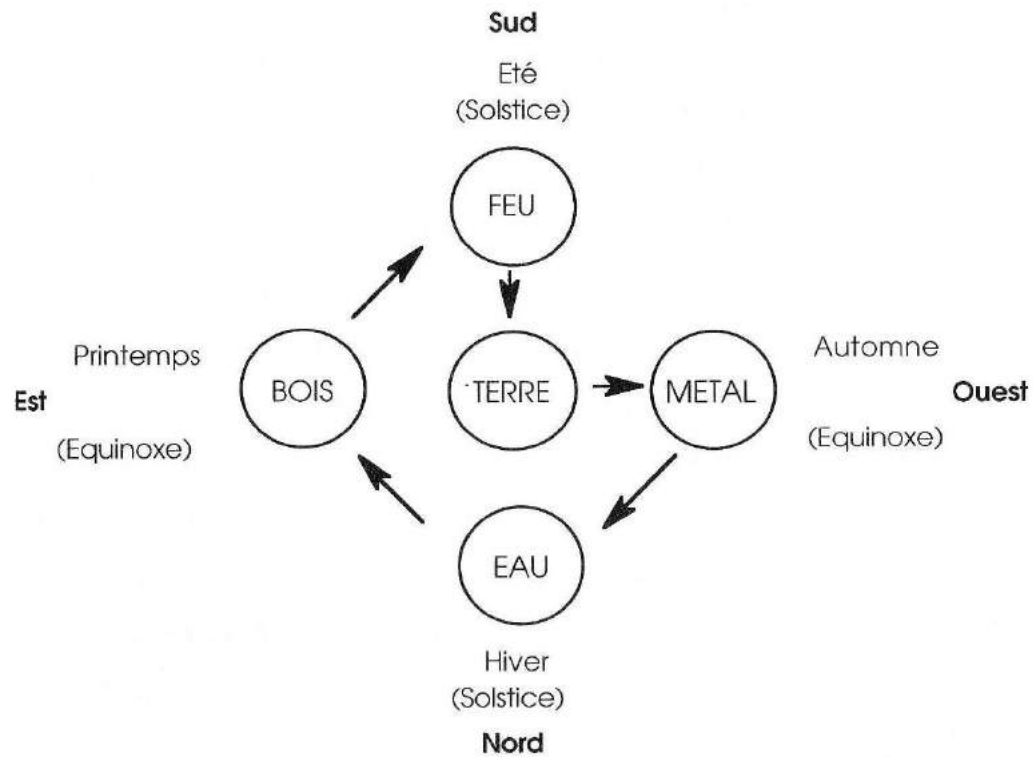 Sud
Eté
(Solstice)
FEU
Printemps
Automne
BOIS
TERRE
METAL
Est
Ouest
(Equinoxe)
(Equinoxe)
EAU
Hiver
(Solstice)
Nord